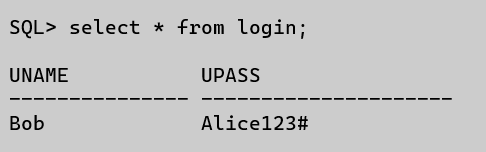 SQL> select * from login;
UNAME           UPASS
--------------- ---------------------
Bob             Alice123#